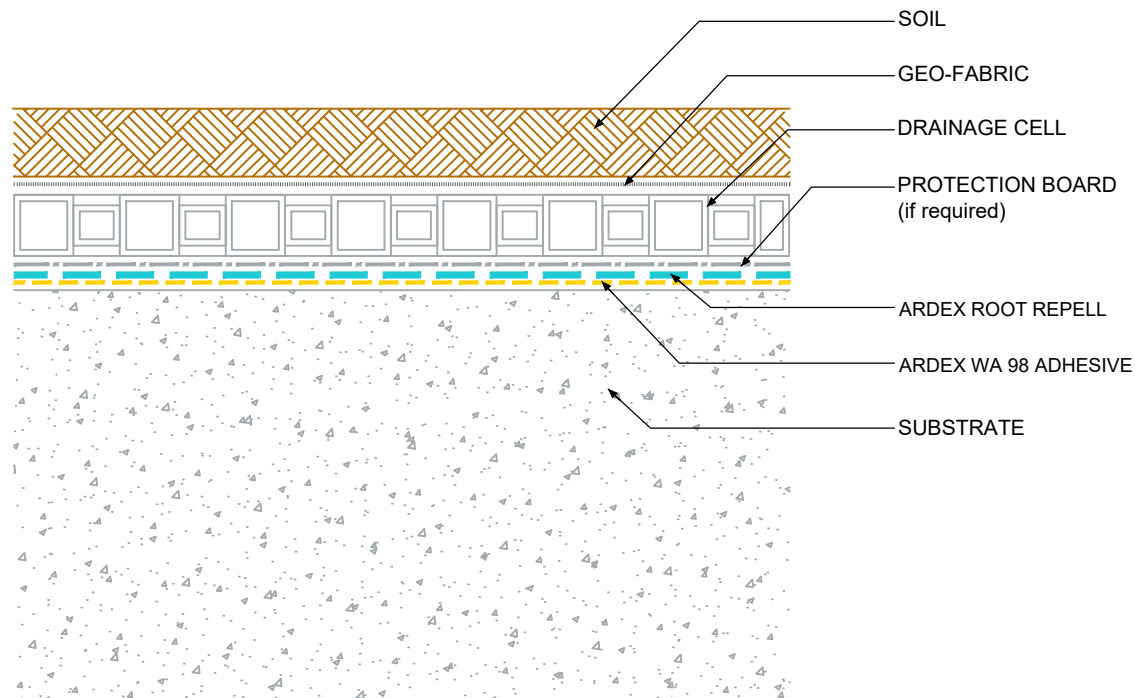 SOIL
GEO-FABRIC
DRAINAGE CELL
PROTECTION BOARD
(if required)
ARDEX ROOT REPELL
ARDEX WA 98 ADHESIVE
SUBSTRATE